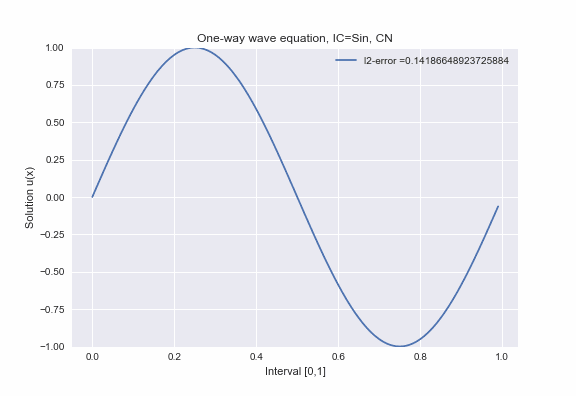 One-way wave equation, IC=Sin, CN
l2-error =0.14186648923725884
1.00
0.75
0.50
0.25
0.00
−0.25
−0.50
−0.75
−1.00
Solution u(x)
0.0 0.2 0.4 0.6 0.8 1.0
Interval [0,1]